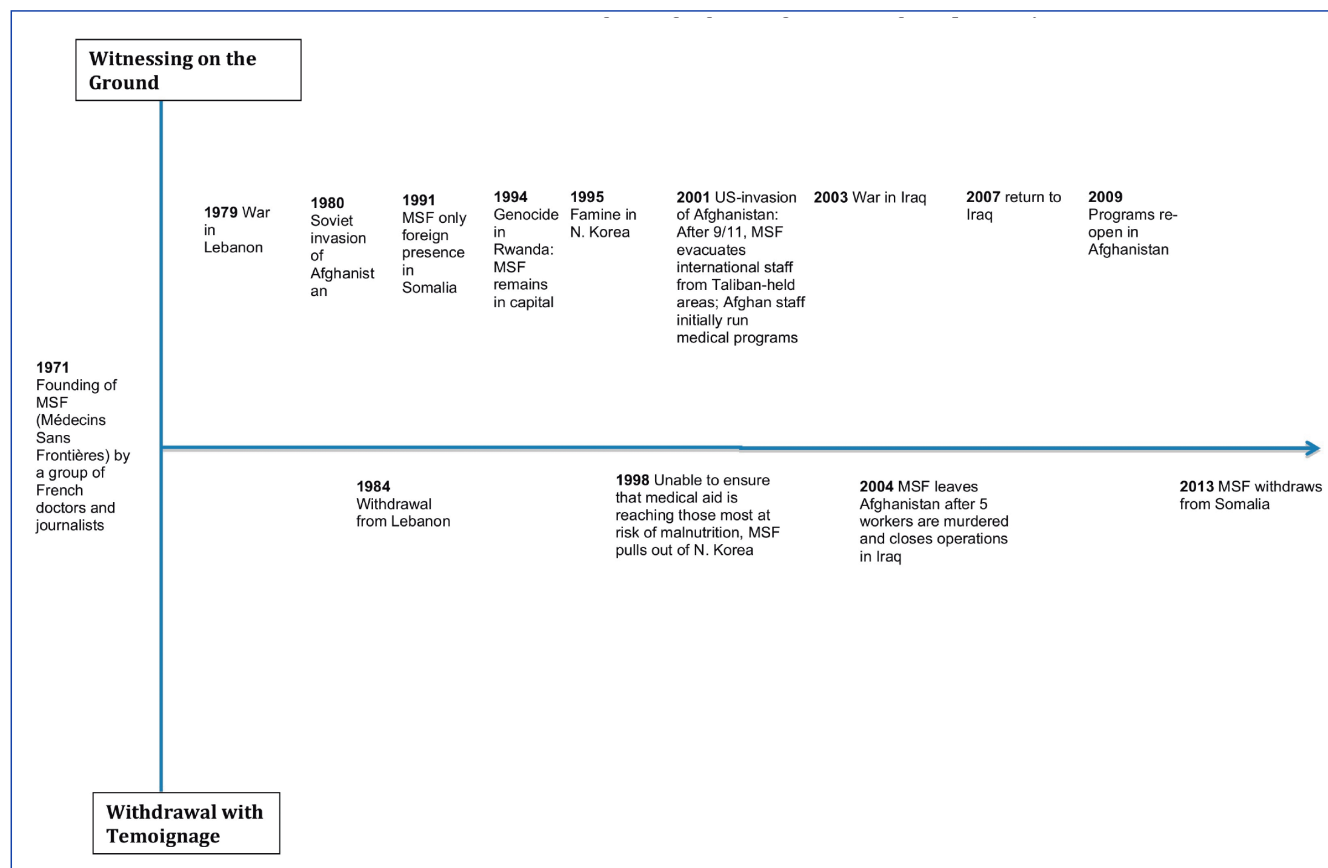 Witnessing on the
Ground
1979 War
in
Lebanon
1980
Soviet
invasion
of
Afghanist
an
1991
MSF only
foreign
presence
in
Somalia
1994
Genocide
in
Rwanda:
MSF
remains
in capital
1995
Famine in
N. Korea
2001 US-invasion
of Afghanistan:
After 9/11, MSF
evacuates
international staff
from Taliban-held
areas; Afghan staff
initially run
medical programs
2003 War in Iraq
2007 return to
Iraq
2009
Programs re-
open in
Afghanistan
1971
Founding of
MSF
(Médecins
Sans
Frontières) by
a group of
French
doctors and
journalists
1984
Withdrawal
from Lebanon
1998 Unable to ensure
that medical aid is
reaching those most at
risk of malnutrition, MSF
pulls out of N. Korea
2004 MSF leaves
Afghanistan after 5
workers are murdered
and closes operations
in Iraq
2013 MSF withdraws
from Somalia
Withdrawal with
Temoignage